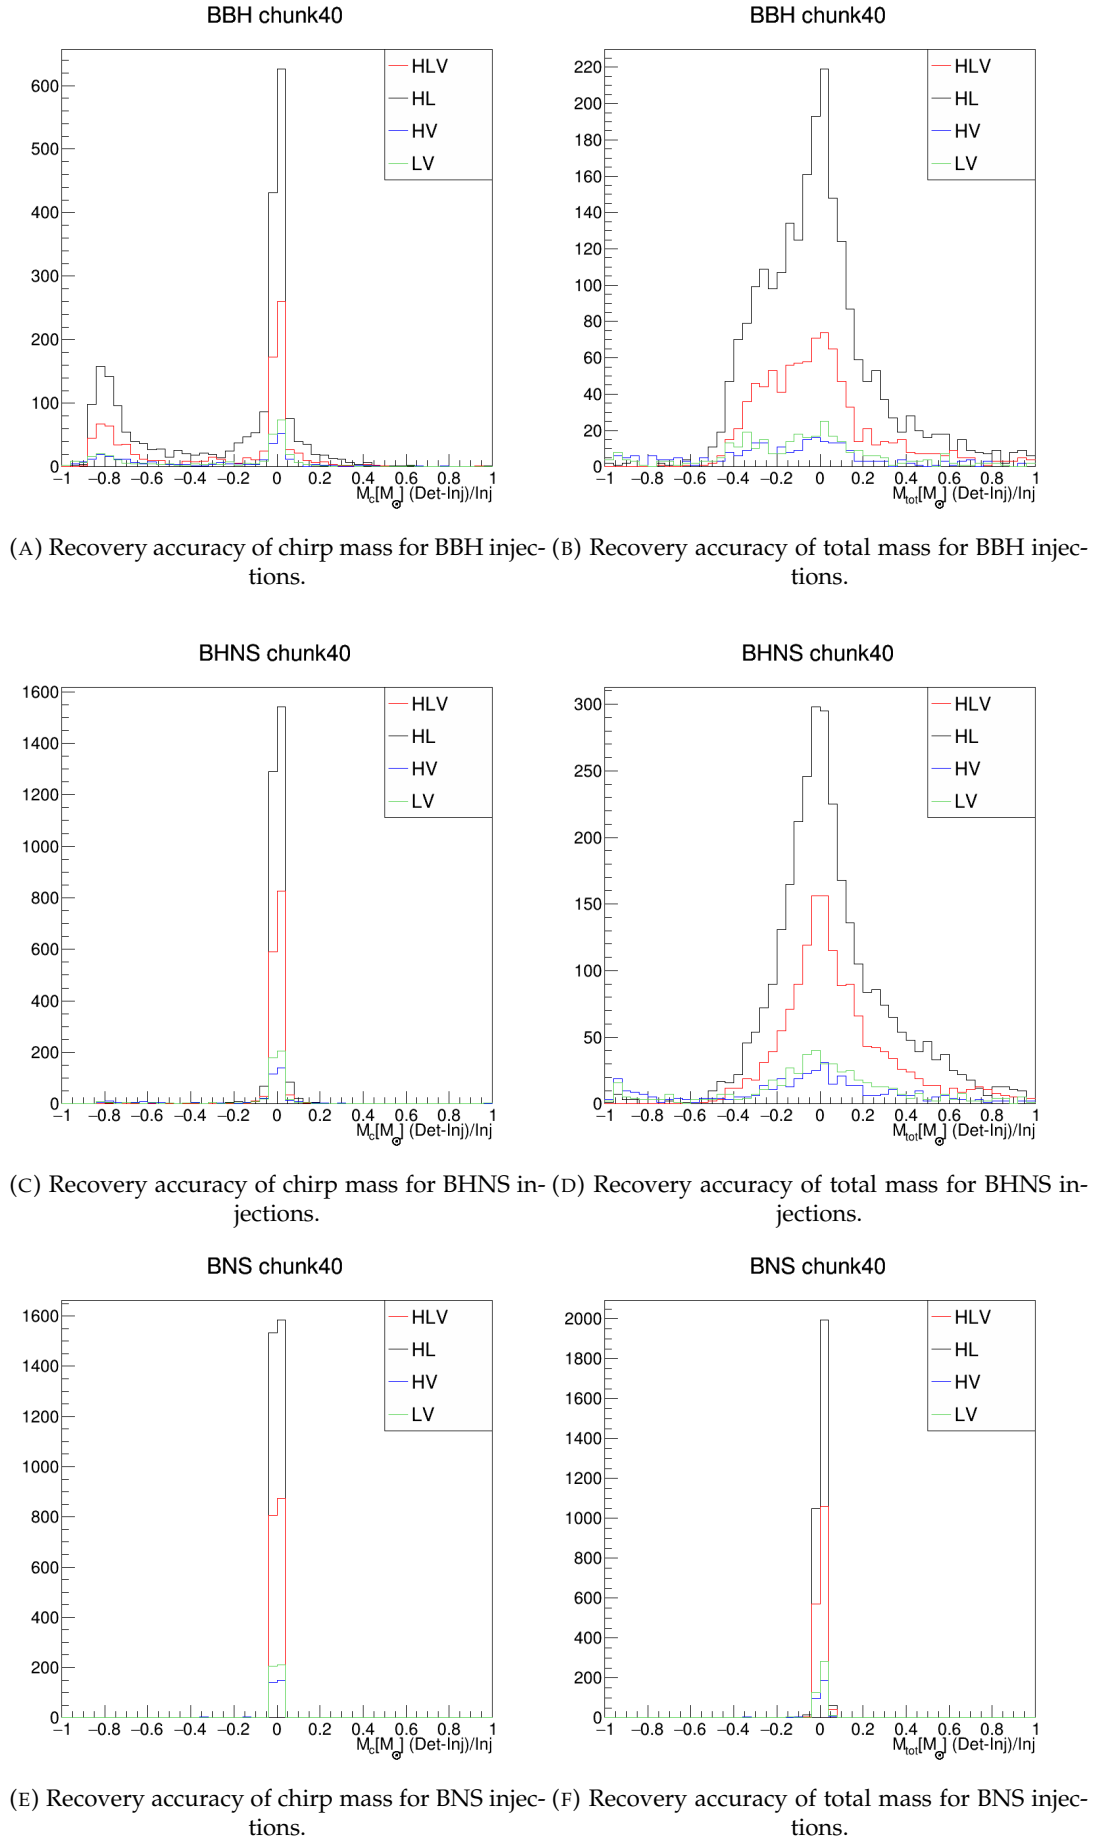 BBH chunk40 BBH chunk40
HLV
HL
HV
LV
600
500
400
300
200
100
0
−1 −0.8 −0.6 −0.4 −0.2 0 0.2 0.4 0.6 0.8 1
Mc[M⊙] (Det-Inj)/Inj
HLV
HL
HV
LV
220
200
180
160
140
120
100
80
60
40
20
0
−1 −0.8 −0.6 −0.4 −0.2 0 0.2 0.4 0.6 0.8 1
Mtot[M⊙] (Det-Inj)/Inj
(A) Recovery accuracy of chirp mass for BBH injec-
tions.
(B) Recovery accuracy of total mass for BBH injec-
tions.
BHNS chunk40 BHNS chunk40
HLV
HL
HV
LV
1600
1400
1200
1000
800
600
400
200
0
−1 −0.8 −0.6 −0.4 −0.2 0 0.2 0.4 0.6 0.8 1
Mc[M⊙] (Det-Inj)/Inj
HLV
HL
HV
LV
300
250
200
150
100
50
0
−1 −0.8 −0.6 −0.4 −0.2 0 0.2 0.4 0.6 0.8 1
Mtot[M⊙] (Det-Inj)/Inj
(C) Recovery accuracy of chirp mass for BHNS in-
jections.
(D) Recovery accuracy of total mass for BHNS in-
jections.
BNS chunk40 BNS chunk40
HLV
HL
HV
LV
1600
1400
1200
1000
800
600
400
200
0
−1 −0.8 −0.6 −0.4 −0.2 0 0.2 0.4 0.6 0.8 1
Mc[M⊙] (Det-Inj)/Inj
HLV
HL
HV
LV
2000
1800
1600
1400
1200
1000
800
600
400
200
0
−1 −0.8 −0.6 −0.4 −0.2 0 0.2 0.4 0.6 0.8 1
Mtot[M⊙] (Det-Inj)/Inj
(E) Recovery accuracy of chirp mass for BNS injec-
tions.
(F) Recovery accuracy of total mass for BNS injec-
tions.